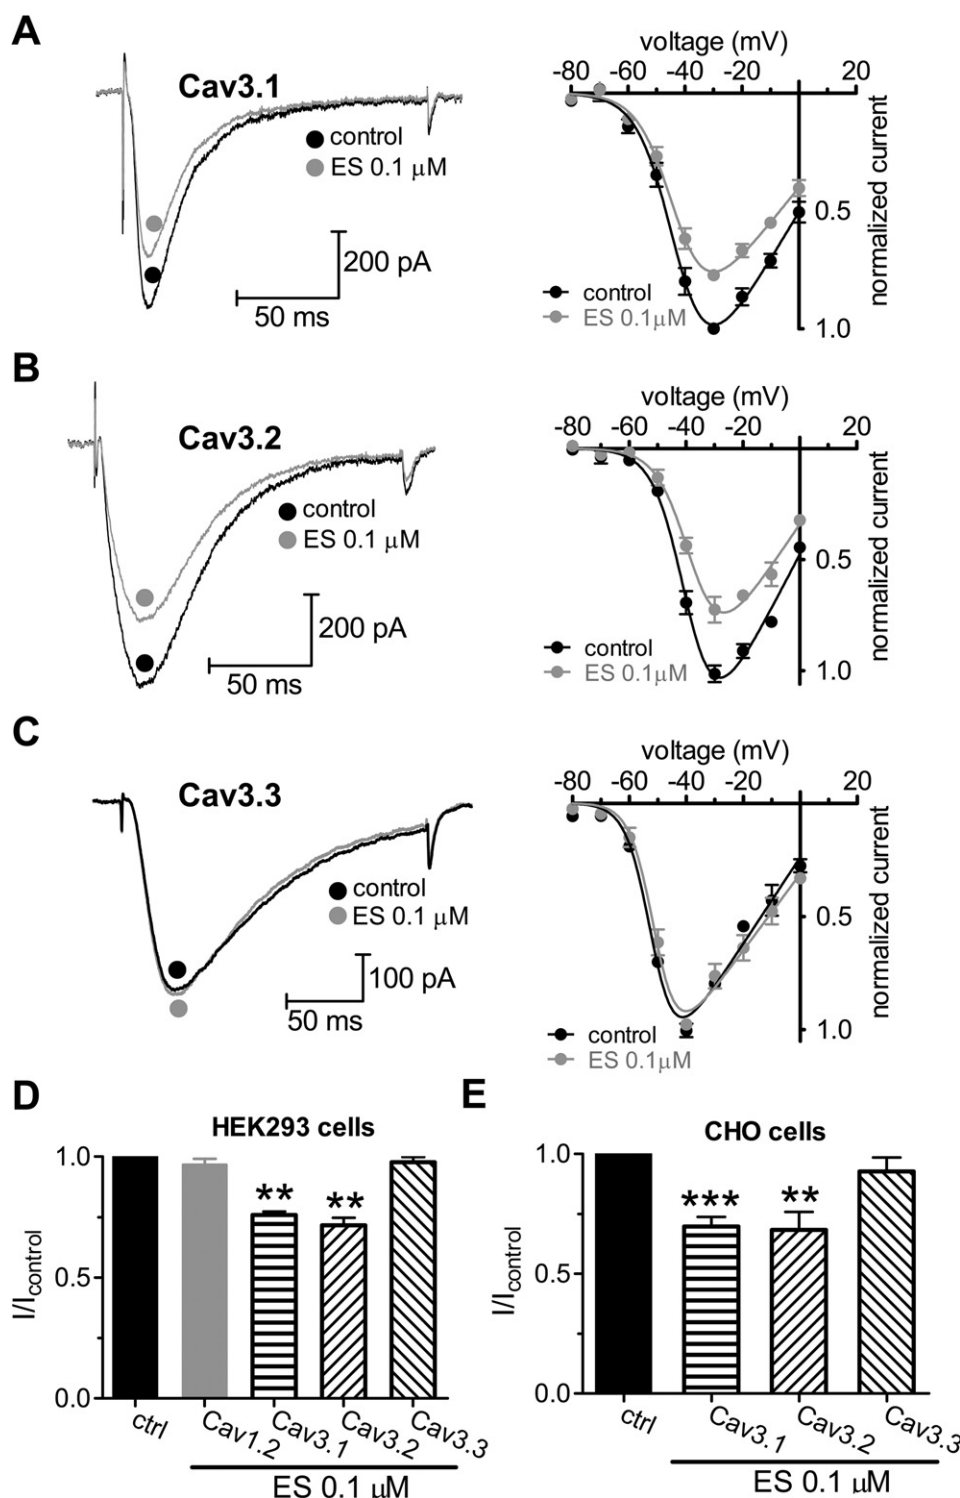 A
Cav3.1
control
ES 0.1 μM
200 pA
50 ms
voltage (mV)
-80 -60 -40 -20 20
0.5
1.0
normalized current
control
ES 0.1μM
B
Cav3.2
control
ES 0.1 μM
200 pA
50 ms
voltage (mV)
-80 -60 -40 -20 20
0.5
1.0
normalized current
control
ES 0.1μM
C
Cav3.3
control
ES 0.1 μM
100 pA
50 ms
voltage (mV)
-80 -60 -40 -20 20
0.5
1.0
normalized current
control
ES 0.1μM
D
HEK293 cells
I/Icontrol
1.0
0.5
0.0
** **
ctrl Cav1.2 Cav3.1 Cav3.2 Cav3.3
ES 0.1 μM
E
CHO cells
I/Icontrol
1.0
0.5
0.0
*** **
ctrl Cav3.1 Cav3.2 Cav3.3
ES 0.1 μM